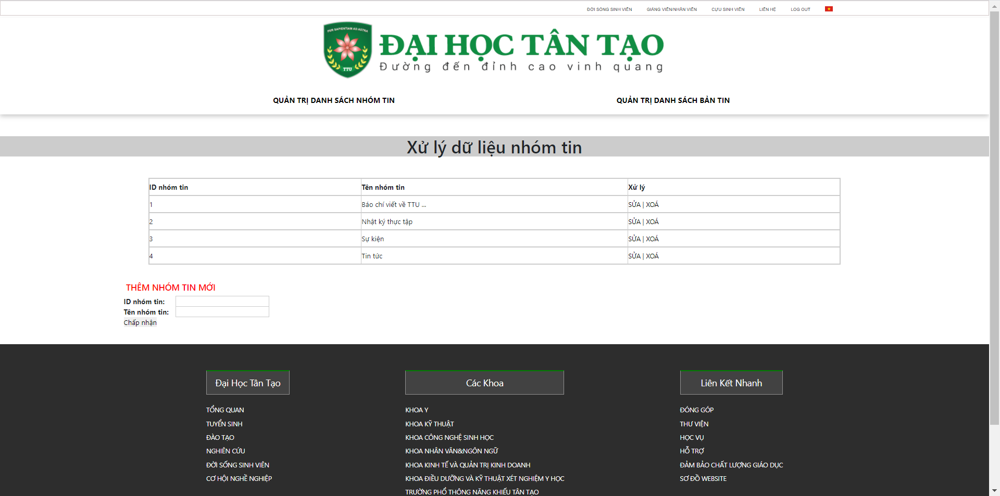 ĐỜI SỐNG SINH VIÊN GIẢNG VIÊN/NHÂN VIÊN CỰU SINH VIÊN LIÊN HỆ LOG OUT
PER SAPIENTIAM AD ASTRA
TTU
ĐẠI HỌC TÂN TẠO
Đường đến đỉnh cao vinh quang
QUẢN TRỊ DANH SÁCH NHÓM TIN QUẢN TRỊ DANH SÁCH BẢN TIN
Xử lý dữ liệu nhóm tin
ID nhóm tin Tên nhóm tin Xử lý
1 Báo chí viết về TTU ... SỬA | XOÁ
2 Nhật ký thực tập SỬA | XOÁ
3 Sự kiện SỬA | XOÁ
4 Tin tức SỬA | XOÁ
THÊM NHÓM TIN MỚI
ID nhóm tin:
Tên nhóm tin:
Chấp nhận
Đại Học Tân Tạo
TỔNG QUAN
TUYỂN SINH
ĐÀO TẠO
NGHIÊN CỨU
ĐỜI SỐNG SINH VIÊN
CƠ HỘI NGHỀ NGHIỆP
Các Khoa
KHOA Y
KHOA KỸ THUẬT
KHOA CÔNG NGHỆ SINH HỌC
KHOA NHÂN VĂN&NGÔN NGỮ
KHOA KINH TẾ VÀ QUẢN TRỊ KINH DOANH
KHOA ĐIỀU DƯỠNG VÀ KỸ THUẬT XÉT NGHIỆM Y HỌC
TRƯỜNG PHỔ THÔNG NĂNG KHIẾU TÂN TẠO
Liên Kết Nhanh
ĐÓNG GÓP
THƯ VIỆN
HỌC VỤ
HỖ TRỢ
ĐẢM BẢO CHẤT LƯỢNG GIÁO DỤC
SƠ ĐỒ WEBSITE